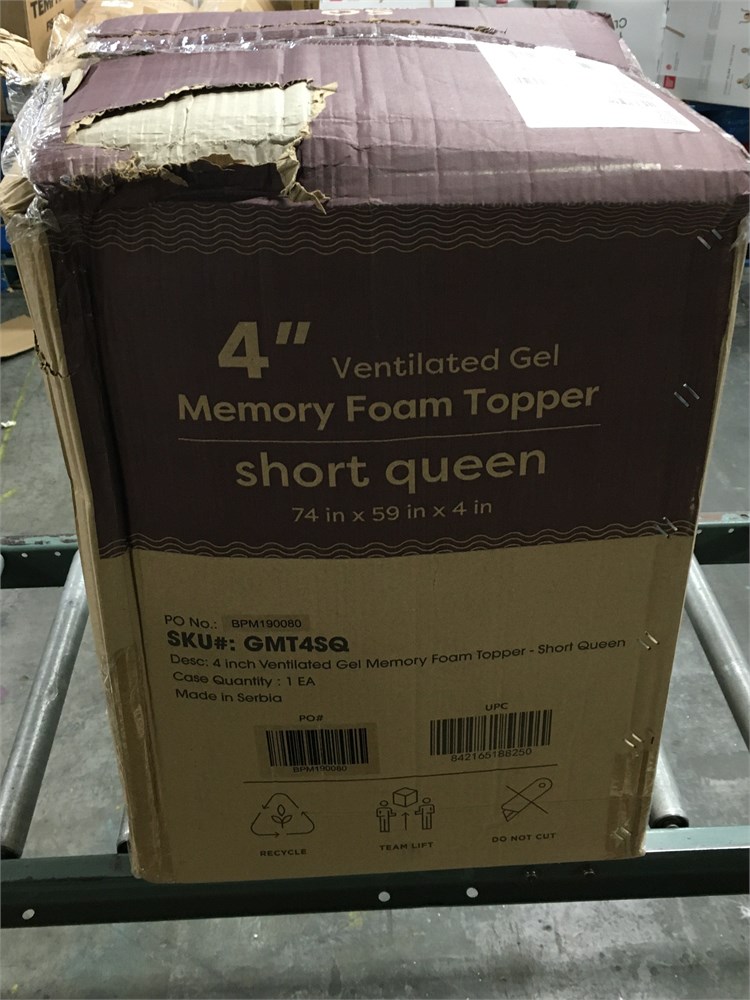 TEM
4" Ventilated Gel
Memory Foam Topper
short queen
74 in x 59 in x 4 in
PO No.: BPM190080
SKU#: GMT4SQ
Desc: 4 inch Ventilated Gel Memory Foam Topper - Short Queen
Case Quantity : 1 EA
Made in Serbia
PO#
BPM190080
UPC
842165188250
RECYCLE
TEAM LIFT
DO NOT CUT